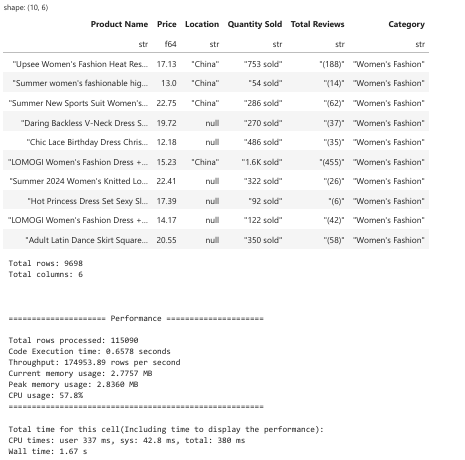 shape: (10, 6)
Product Name Price Location Quantity Sold Total Reviews Category
str f64 str str str str
"Upsee Women's Fashion Heat Res... 17.13 "China" "753 sold" "(188)" "Women's Fashion"
"Summer women's fashionable hig... 13.0 "China" "54 sold" "(14)" "Women's Fashion"
"Summer New Sports Suit Women's... 22.75 "China" "286 sold" "(62)" "Women's Fashion"
"Daring Backless V-Neck Dress S... 19.72 null "270 sold" "(37)" "Women's Fashion"
"Chic Lace Birthday Dress Chris... 12.18 null "486 sold" "(35)" "Women's Fashion"
"LOMOGI Women's Fashion Dress +... 15.23 "China" "1.6K sold" "(455)" "Women's Fashion"
"Summer 2024 Women's Knitted Lo... 22.41 null "322 sold" "(26)" "Women's Fashion"
"Hot Princess Dress Set Sexy Sl... 17.39 null "92 sold" "(6)" "Women's Fashion"
"LOMOGI Women's Fashion Dress +... 14.17 null "122 sold" "(42)" "Women's Fashion"
"Adult Latin Dance Skirt Square... 20.55 null "350 sold" "(58)" "Women's Fashion"
Total rows: 9698
Total columns: 6
===================== Performance =====================
Total rows processed: 115090
Code Execution time: 0.6578 seconds
Throughput: 174953.89 rows per second
Current memory usage: 2.7757 MB
Peak memory usage: 2.8360 MB
CPU usage: 57.8%
=======================================================
Total time for this cell(Including time to display the performance):
CPU times: user 337 ms, sys: 42.8 ms, total: 380 ms
Wall time: 1.67 s